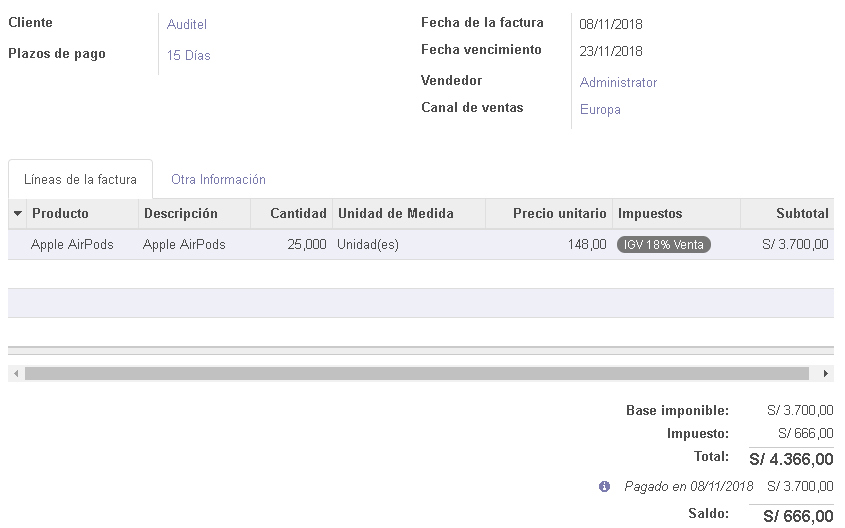 Cliente Auditel Fecha de la factura 08/11/2018
Plazos de pago 15 Días Fecha vencimiento 23/11/2018
Vendedor Administrator
Canal de ventas Europa
Líneas de la factura Otra Información
Producto Descripción Cantidad Unidad de Medida Precio unitario Impuestos Subtotal
Apple AirPods Apple AirPods 25,000 Unidad(es) 148,00 IGV 18% Venta S/ 3.700,00
Base imponible: S/ 3.700,00
Impuesto: S/ 666,00
Total: S/ 4.366,00
Pagado en 08/11/2018 S/ 3.700,00
Saldo: S/ 666,00